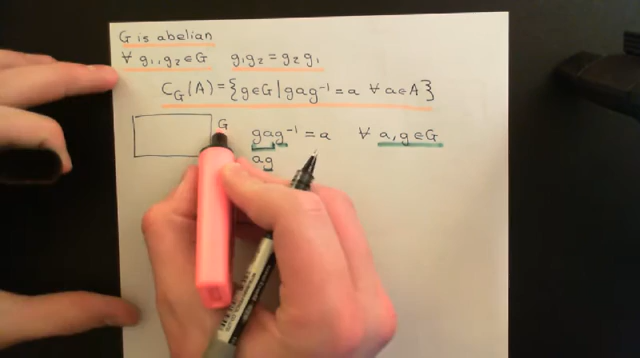 G is abelian
∀ g₁, g₂ ∈ G   g₁g₂ = g₂g₁
C_G(A) = {g∈G | gag⁻¹ = a ∀ a∈A}
G
gag⁻¹ = a   ∀ a, g ∈ G
ag